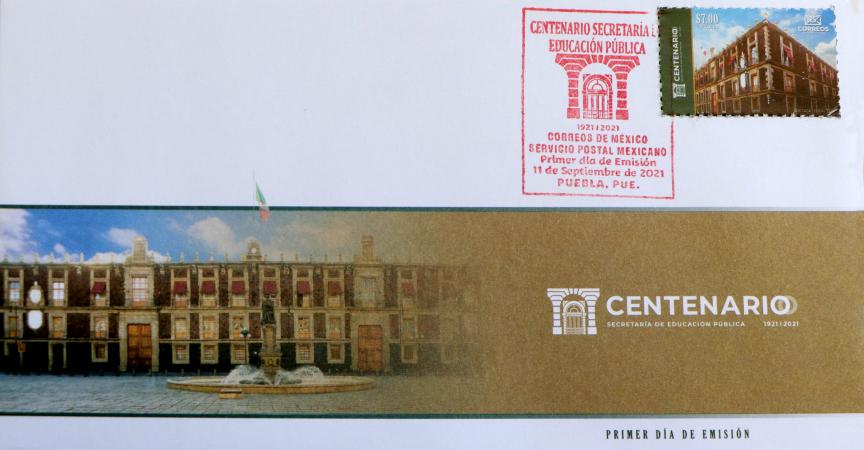 CENTENARIO SECRETARÍA
EDUCACIÓN PÚBLICA
1921|2021
CORREOS DE MÉXICO
SERVICIO POSTAL MEXICANO
Primer día de Emisión
11 de Septiembre de 2021
PUEBLA, PUE.
$7.00
CORREOS
CENTENARIO
CENTENARIO
SECRETARÍA DE EDUCACIÓN PÚBLICA 1921|2021
PRIMER DÍA DE EMISIÓN